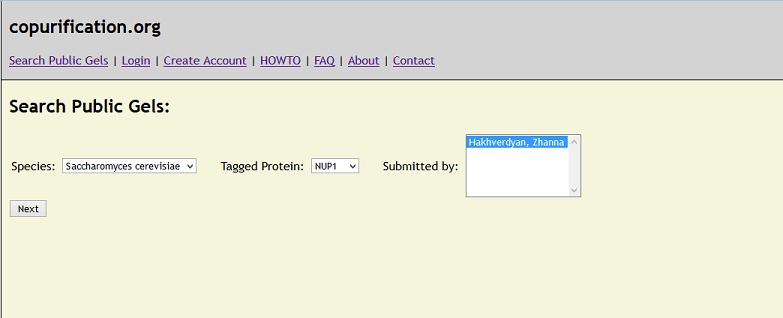 copurification.org
Search Public Gels | Login | Create Account | HOWTO | FAQ | About | Contact
Search Public Gels:
Species: Saccharomyces cerevisiae Tagged Protein: NUP1 Submitted by: Hakhverdyan, Zhanna
Next